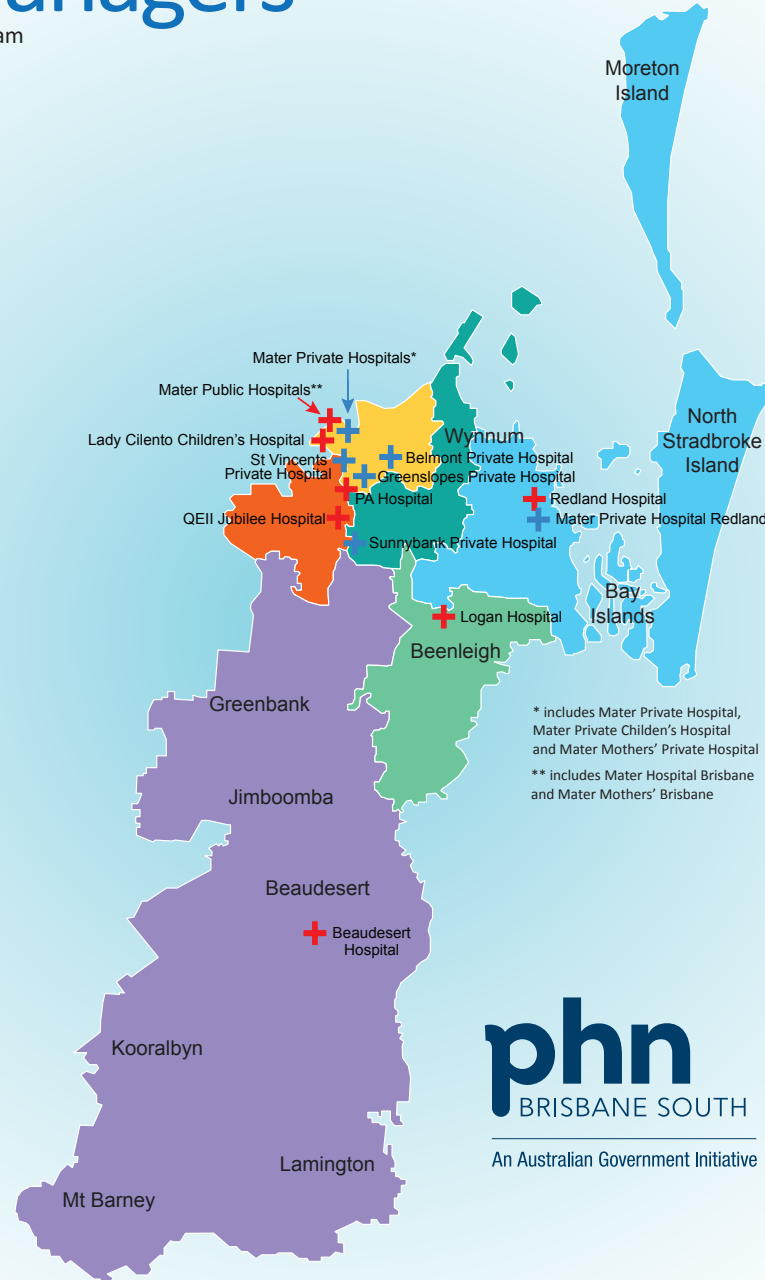 Moreton
Island
Mater Private Hospitals*
Mater Public Hospitals**
Lady Cilento Children's Hospital
St Vincents
Private Hospital
Wynnum
North
Stradbroke
Island
Belmont Private Hospital
Greenslopes Private Hospital
PA Hospital
Redland Hospital
QEII Jubilee Hospital
Mater Private Hospital Redland
Sunnybank Private Hospital
Bay
Islands
Logan Hospital
Beenleigh
Greenbank
* includes Mater Private Hospital,
Mater Private Childen's Hospital
and Mater Mothers' Private Hospital
** includes Mater Hospital Brisbane
and Mater Mothers' Brisbane
Jimboomba
Beaudesert
Beaudesert
Hospital
Kooralbyn
Lamington
Mt Barney
phn
BRISBANE SOUTH
An Australian Government Initiative